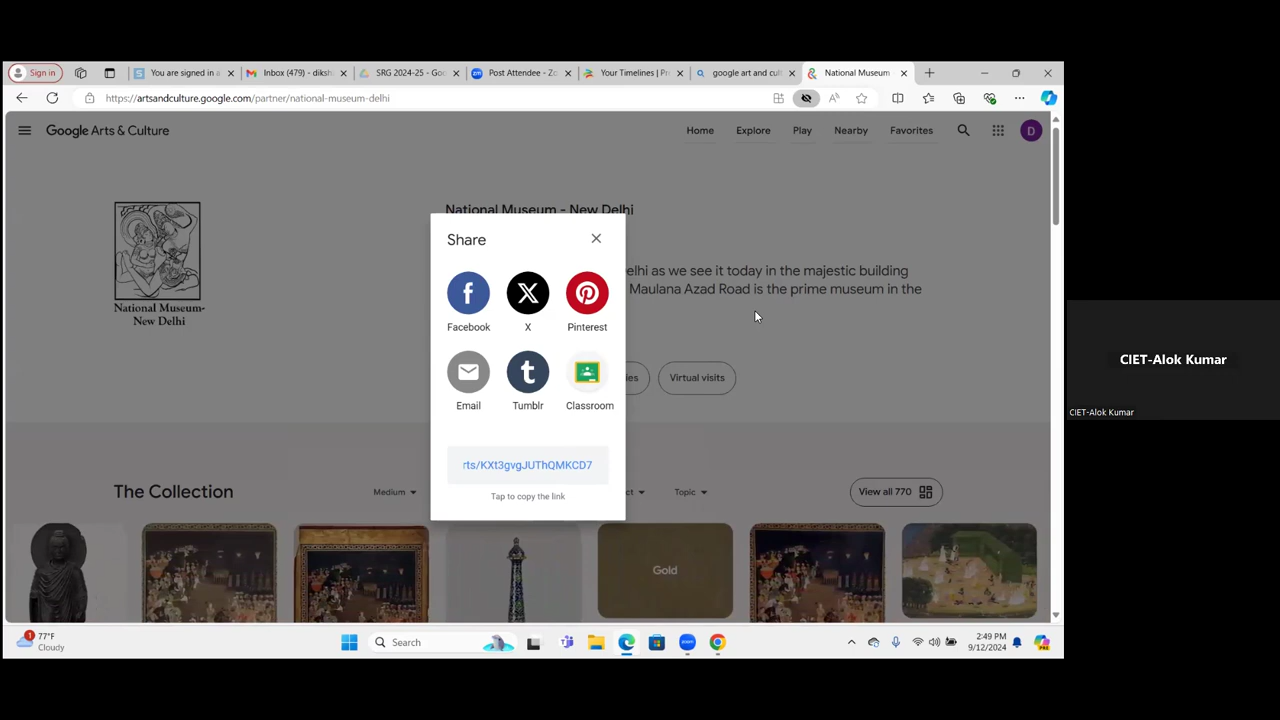 Sign in
You are signed in a
Inbox (479) - diksh
SRG 2024-25 - Goo
Post Attendee - Zo
Your Timelines | Pr
google art and cul
National Museum
https://artsandculture.google.com/partner/national-museum-delhi
Google Arts & Culture
Home
Explore
Play
Nearby
Favorites
D
National Museum - New Delhi
elhi as we see it today in the majestic building
Maulana Azad Road is the prime museum in the
National Museum-
New Delhi
Share
Facebook
X
Pinterest
Email
Tumblr
Classroom
rts/KXt3gvgJUThQMKCD7
Tap to copy the link
ies
Virtual visits
The Collection
Medium
ct
Topic
View all 770
Gold
CIET-Alok Kumar
CIET-Alok Kumar
1
77°F
Cloudy
Search
2:49 PM
9/12/2024